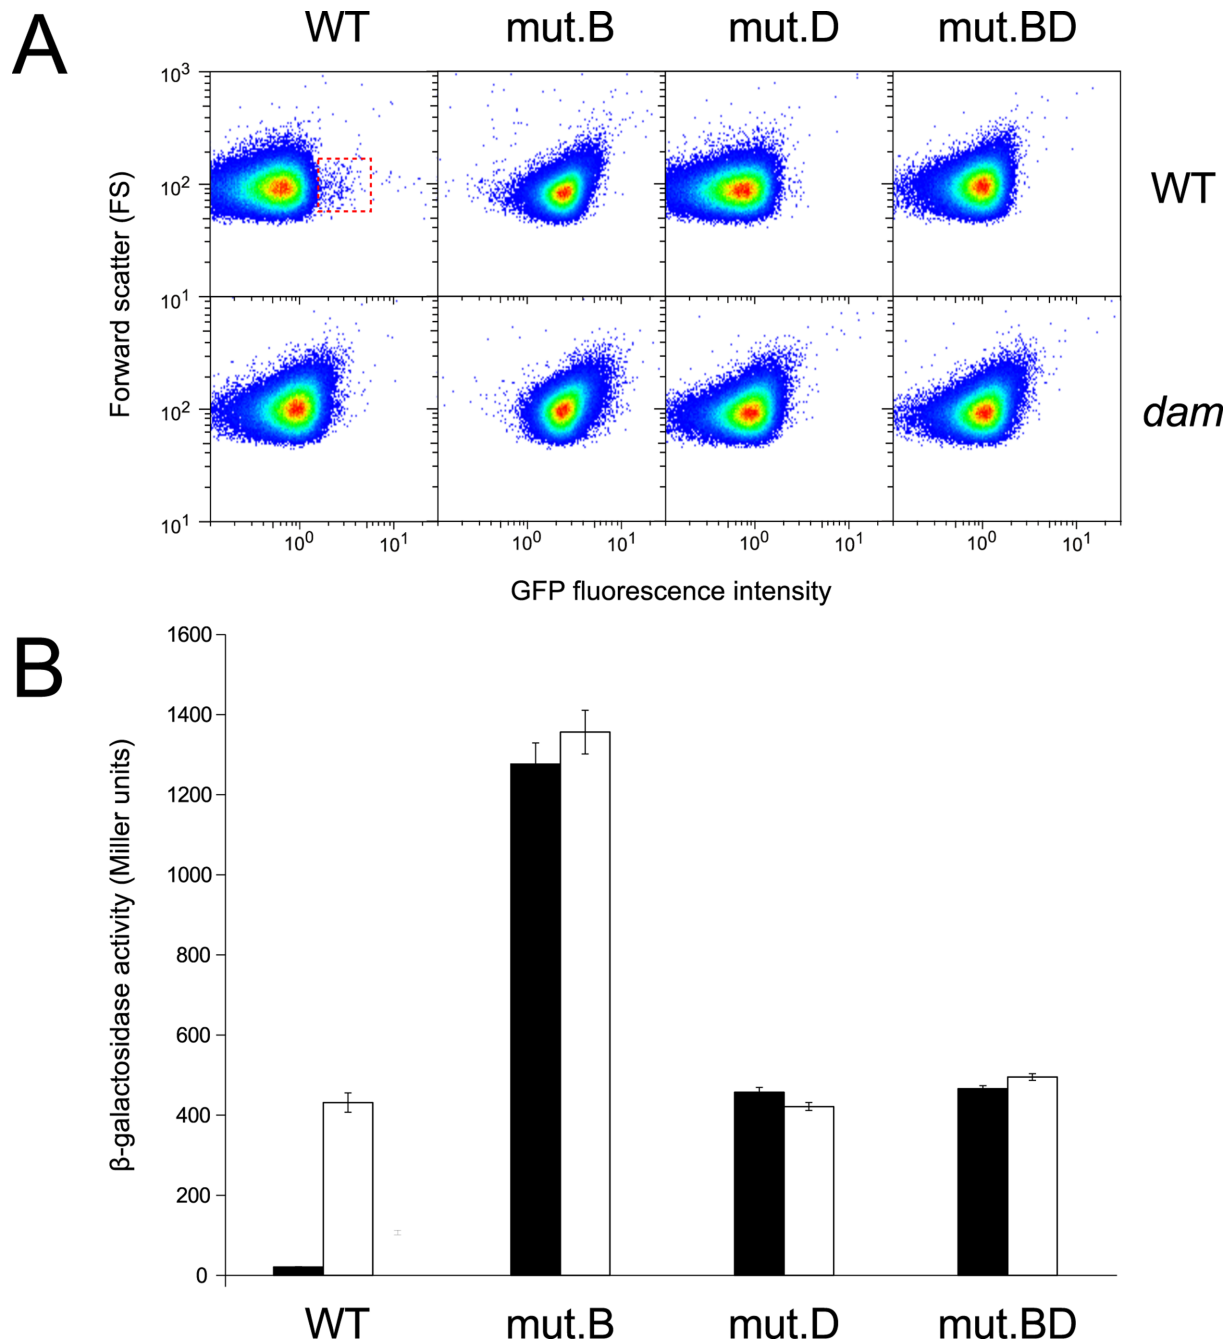 A
WT mut.B mut.D mut.BD
10³
10²
10¹
10²
10¹
Forward scatter (FS)
WT
dam
10⁰ 10¹ 10⁰ 10¹ 10⁰ 10¹ 10⁰ 10¹
GFP fluorescence intensity
B
β-galactosidase activity (Miller units)
1600
1400
1200
1000
800
600
400
200
0
WT mut.B mut.D mut.BD